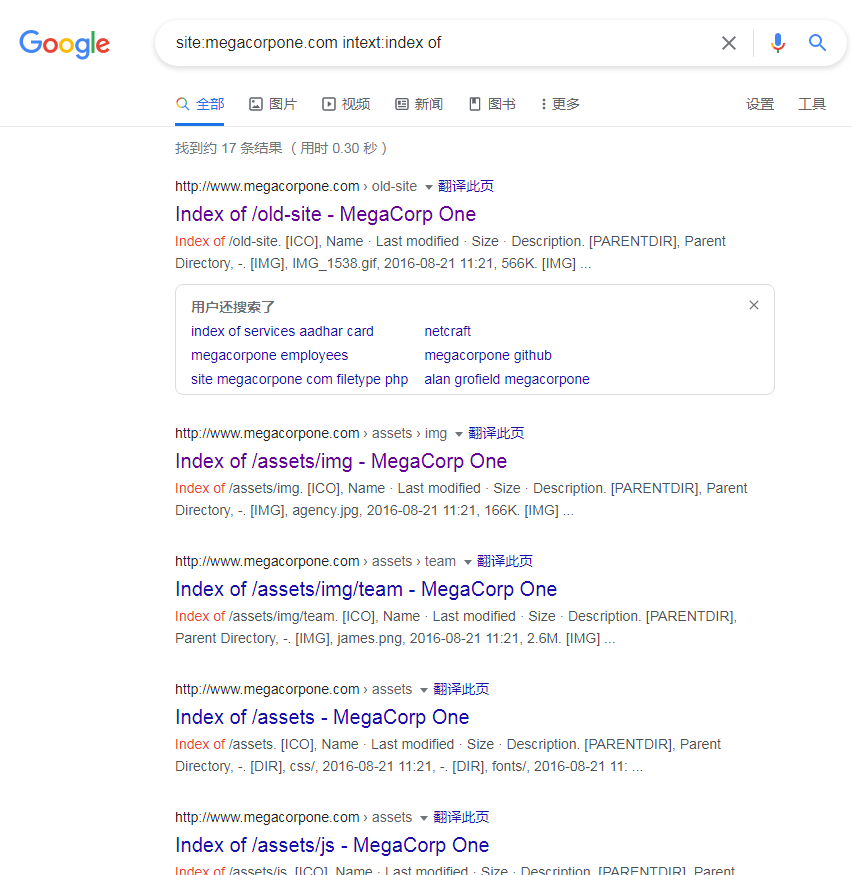 Google
site:megacorpone.com intext:index of
全部 图片 视频 新闻 图书 更多 设置 工具
找到约 17 条结果 （用时 0.30 秒）
http://www.megacorpone.com › old-site 翻译此页
Index of /old-site - MegaCorp One
Index of /old-site. [ICO], Name · Last modified · Size · Description. [PARENTDIR], Parent
Directory, -. [IMG], IMG_1538.gif, 2016-08-21 11:21, 566K. [IMG] ...
用户还搜索了
index of services aadhar card netcraft
megacorpone employees megacorpone github
site megacorpone com filetype php alan grofield megacorpone
http://www.megacorpone.com › assets › img 翻译此页
Index of /assets/img - MegaCorp One
Index of /assets/img. [ICO], Name · Last modified · Size · Description. [PARENTDIR], Parent
Directory, -. [IMG], agency.jpg, 2016-08-21 11:21, 166K. [IMG] ...
http://www.megacorpone.com › assets › team 翻译此页
Index of /assets/img/team - MegaCorp One
Index of /assets/img/team. [ICO], Name · Last modified · Size · Description. [PARENTDIR],
Parent Directory, -. [IMG], james.png, 2016-08-21 11:21, 2.6M. [IMG] ...
http://www.megacorpone.com › assets 翻译此页
Index of /assets - MegaCorp One
Index of /assets. [ICO], Name · Last modified · Size · Description. [PARENTDIR], Parent
Directory, -. [DIR], css/, 2016-08-21 11:21, -. [DIR], fonts/, 2016-08-21 11: ...
http://www.megacorpone.com › assets 翻译此页
Index of /assets/js - MegaCorp One
Index of /assets/js. [ICO], Name · Last modified · Size · Description. [PARENTDIR], Parent